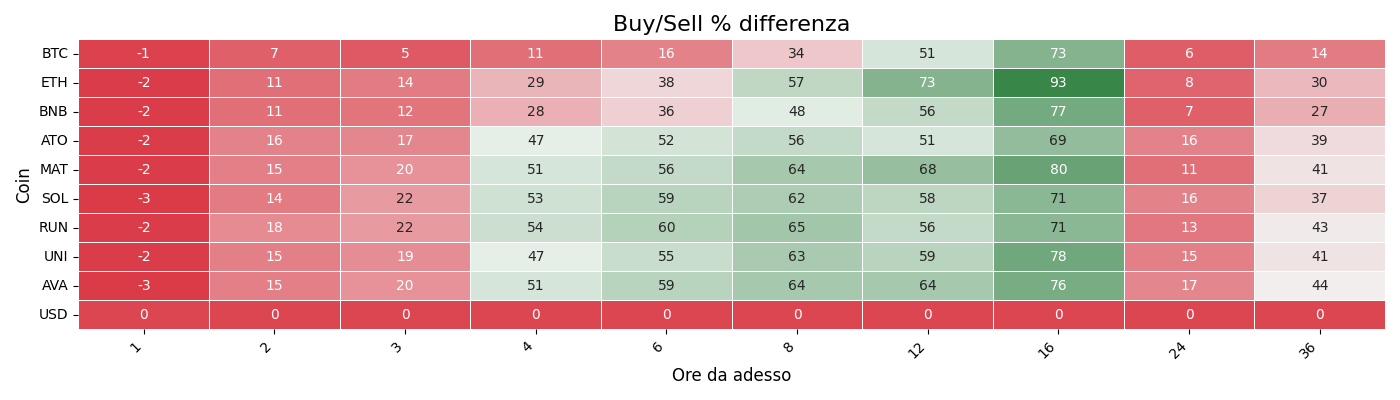 Buy/Sell % differenza
Coin
BTC -1 7 5 11 16 34 51 73 6 14
ETH -2 11 14 29 38 57 73 93 8 30
BNB -2 11 12 28 36 48 56 77 7 27
ATO -2 16 17 47 52 56 51 69 16 39
MAT -2 15 20 51 56 64 68 80 11 41
SOL -3 14 22 53 59 62 58 71 16 37
RUN -2 18 22 54 60 65 56 71 13 43
UNI -2 15 19 47 55 63 59 78 15 41
AVA -3 15 20 51 59 64 64 76 17 44
USD 0 0 0 0 0 0 0 0 0 0
1 2 3 4 6 8 12 16 24 36
Ore da adesso